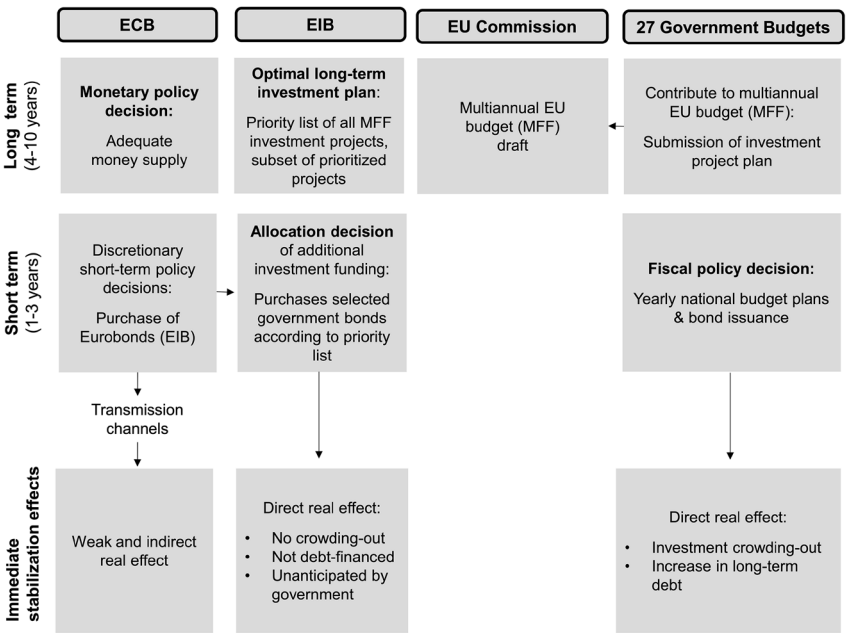 ECB
EIB
EU Commission
27 Government Budgets
Long term
(4-10 years)
Monetary policy
decision:
Adequate
money supply
Optimal long-term
investment plan:
Priority list of all MFF
investment projects,
subset of prioritized
projects
Multiannual EU
budget (MFF)
draft
Contribute to multiannual
EU budget (MFF):
Submission of investment
project plan
Short term
(1-3 years)
Discretionary
short-term policy
decisions:
Purchase of
Eurobonds (EIB)
Allocation decision
of additional
investment funding:
Purchases selected
government bonds
according to priority
list
Fiscal policy decision:
Yearly national budget plans
& bond issuance
Transmission
channels
Immediate
stabilization effects
Weak and indirect
real effect
Direct real effect:
• No crowding-out
• Not debt-financed
• Unanticipated by
government
Direct real effect:
• Investment crowding-out
• Increase in long-term
debt